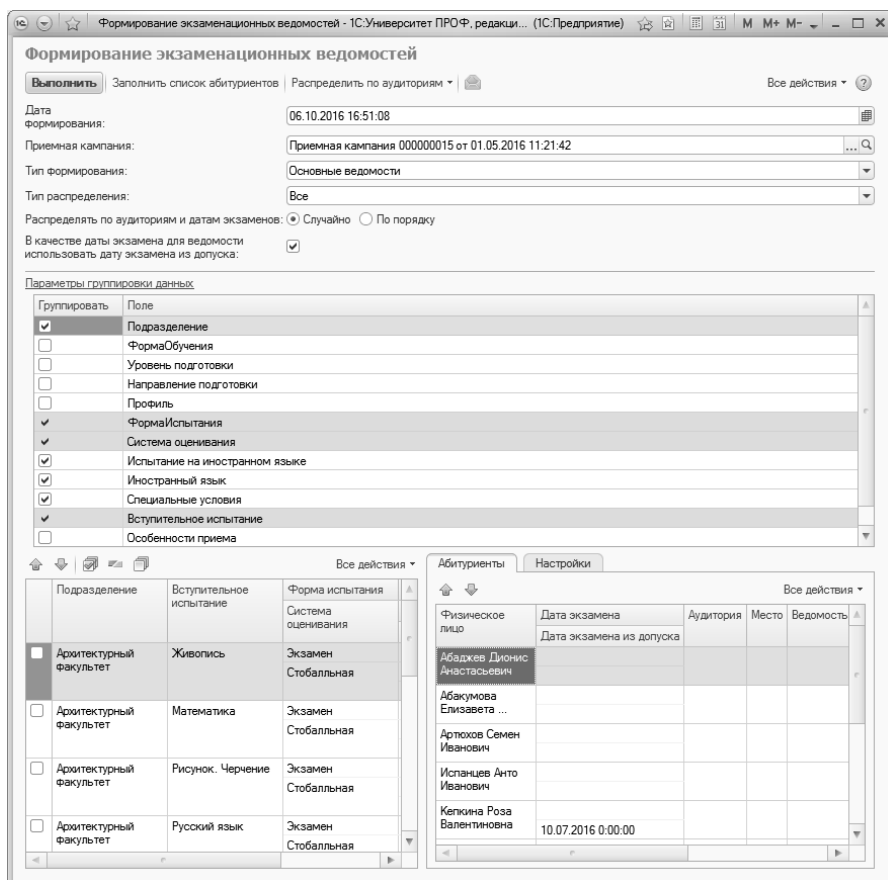 Формирование экзаменационных ведомостей - 1С:Университет ПРОФ, редакци... (1С:Предприятие) 31 M M+ M-
Формирование экзаменационных ведомостей
Выполнить Заполнить список абитуриентов Распределить по аудиториям Все действия ?
Дата
формирования: 06.10.2016 16:51:08
Приемная кампания: Приемная кампания 000000015 от 01.05.2016 11:21:42 ...
Тип формирования: Основные ведомости
Тип распределения: Все
Распределять по аудиториям и датам экзаменов: Случайно По порядку
В качестве даты экзамена для ведомости
использовать дату экзамена из допуска:
Параметры группировки данных
Группировать Поле
Подразделение
ФормаОбучения
Уровень подготовки
Направление подготовки
Профиль
ФормаИспытания
Система оценивания
Испытание на иностранном языке
Иностранный язык
Специальные условия
Вступительное испытание
Особенности приема
Все действия
Подразделение Вступительное испытание Форма испытания
Система оценивания
Архитектурный факультет Живопись Экзамен
Стобалльная
Архитектурный факультет Математика Экзамен
Стобалльная
Архитектурный факультет Рисунок. Черчение Экзамен
Стобалльная
Архитектурный факультет Русский язык Экзамен
Стобалльная
Абитуриенты Настройки
Все действия
Физическое лицо Дата экзамена Аудитория Место Ведомость
Дата экзамена из допуска
Абаджев Дионис
Анастасьевич
Абакумова
Елизавета ...
Артюхов Семен
Иванович
Испанцев Анто
Иванович
Кепкина Роза
Валентиновна 10.07.2016 0:00:00